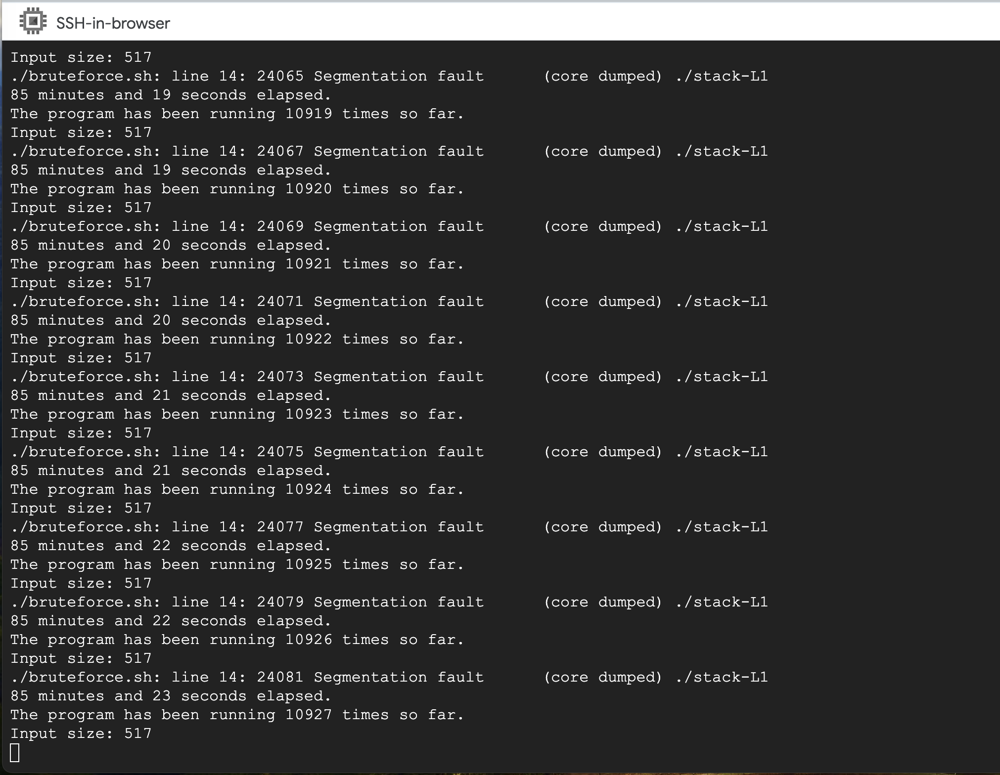 SSH-in-browser
Input size: 517
./bruteforce.sh: line 14: 24065 Segmentation fault      (core dumped) ./stack-L1
85 minutes and 19 seconds elapsed.
The program has been running 10919 times so far.
Input size: 517
./bruteforce.sh: line 14: 24067 Segmentation fault      (core dumped) ./stack-L1
85 minutes and 19 seconds elapsed.
The program has been running 10920 times so far.
Input size: 517
./bruteforce.sh: line 14: 24069 Segmentation fault      (core dumped) ./stack-L1
85 minutes and 20 seconds elapsed.
The program has been running 10921 times so far.
Input size: 517
./bruteforce.sh: line 14: 24071 Segmentation fault      (core dumped) ./stack-L1
85 minutes and 20 seconds elapsed.
The program has been running 10922 times so far.
Input size: 517
./bruteforce.sh: line 14: 24073 Segmentation fault      (core dumped) ./stack-L1
85 minutes and 21 seconds elapsed.
The program has been running 10923 times so far.
Input size: 517
./bruteforce.sh: line 14: 24075 Segmentation fault      (core dumped) ./stack-L1
85 minutes and 21 seconds elapsed.
The program has been running 10924 times so far.
Input size: 517
./bruteforce.sh: line 14: 24077 Segmentation fault      (core dumped) ./stack-L1
85 minutes and 22 seconds elapsed.
The program has been running 10925 times so far.
Input size: 517
./bruteforce.sh: line 14: 24079 Segmentation fault      (core dumped) ./stack-L1
85 minutes and 22 seconds elapsed.
The program has been running 10926 times so far.
Input size: 517
./bruteforce.sh: line 14: 24081 Segmentation fault      (core dumped) ./stack-L1
85 minutes and 23 seconds elapsed.
The program has been running 10927 times so far.
Input size: 517